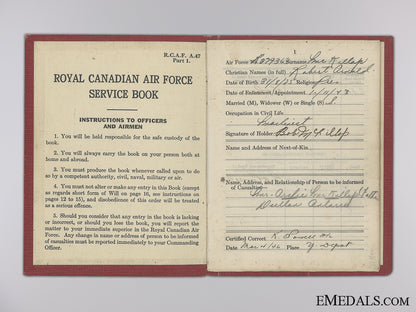 R.C.A.F. A.47
Part 1.
ROYAL CANADIAN AIR FORCE
SERVICE BOOK
INSTRUCTIONS TO OFFICERS
AND AIRMEN
1. You will be held responsible for the safe custody of the
book.
2. You will always carry the book on your person both at
home and abroad.
3. You must produce the book whenever called upon to do
so by a competent authority, civil, naval, military or air.
4. You must not alter or make any entry in this Book (except
as regards short form of Will on page 16, see instructions on
pages 12 to 15), and disobedience of this order will be treated
as a serious offence.
5. Should you consider that any entry in the book is lacking
or incorrect, or should you lose the book, you will report the
matter to your immediate superior in the Royal Canadian Air
Force. Any change in name or address of person to be informed
of casualties must be reported immediately to your Commanding
Officer.
1
Air Force Surname
Christian Names (in full) Robert
Date of Birth Religion Pres
Date of Enlistment/Appointment
Married (M), Widower (W) or Single (S) S.
Occupation in Civil Life
Machinist
Signature of Holder
Name and Address of Next-of-Kin
Name, Address, and Relationship of Person to be informed
of Casualties
Certified Correct K.
Date Mar 4/46 Place Depot
EMEDALS.COM